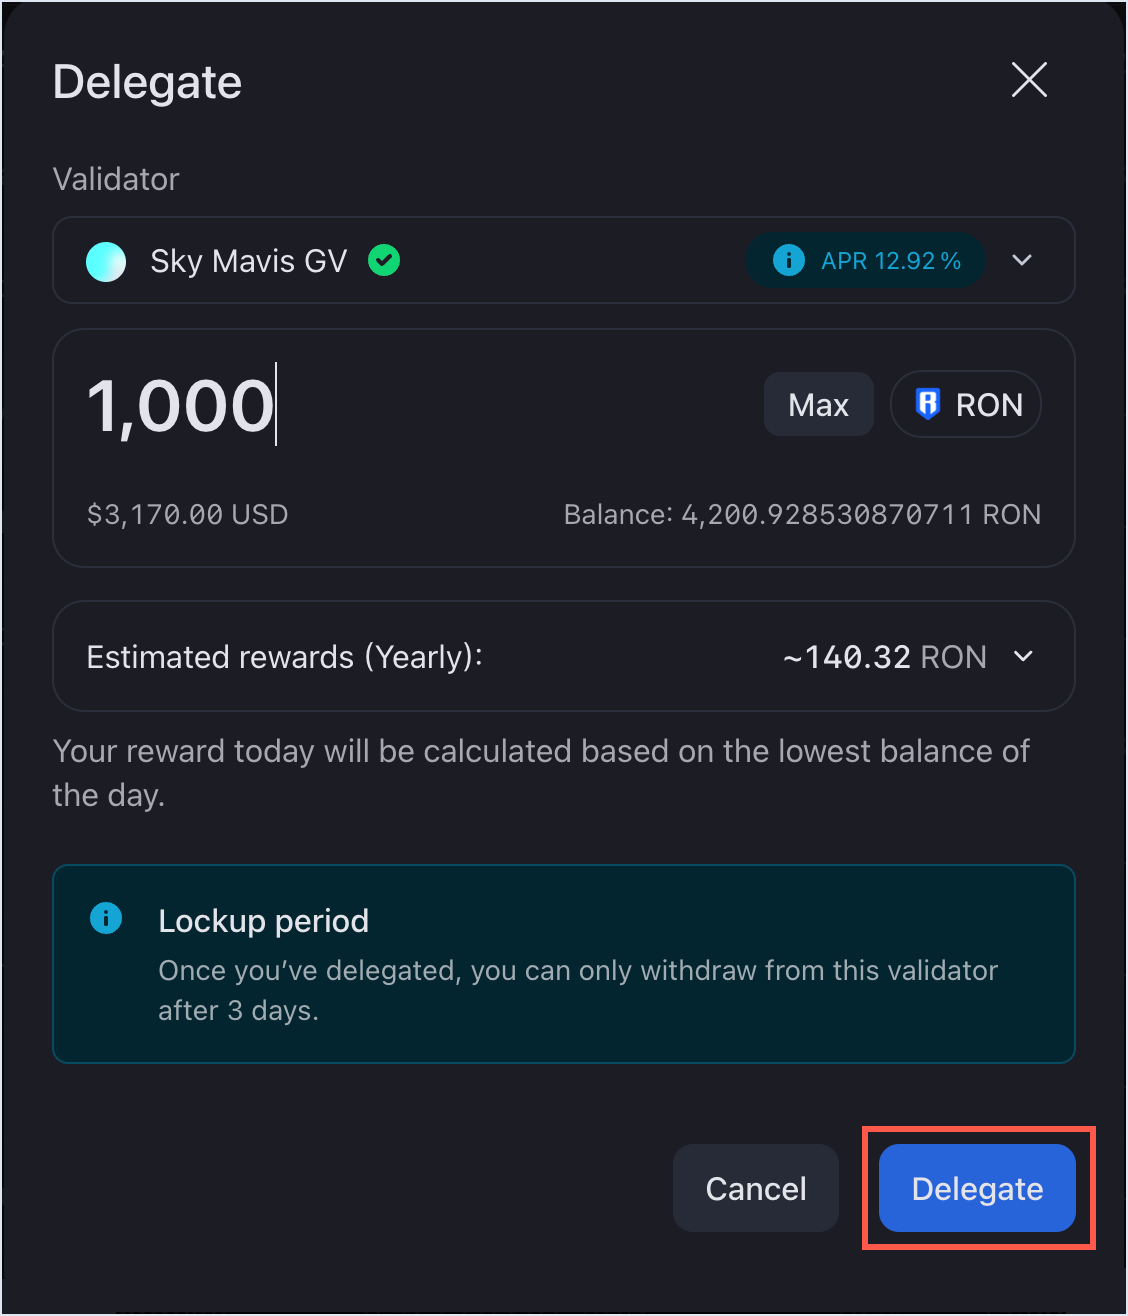 Delegate
Validator
Sky Mavis GV
APR 12.92%
1,000
Max
RON
$3,170.00 USD
Balance: 4,200.928530870711 RON
Estimated rewards (Yearly):
~140.32 RON
Your reward today will be calculated based on the lowest balance of
the day.
Lockup period
Once you’ve delegated, you can only withdraw from this validator
after 3 days.
Cancel
Delegate